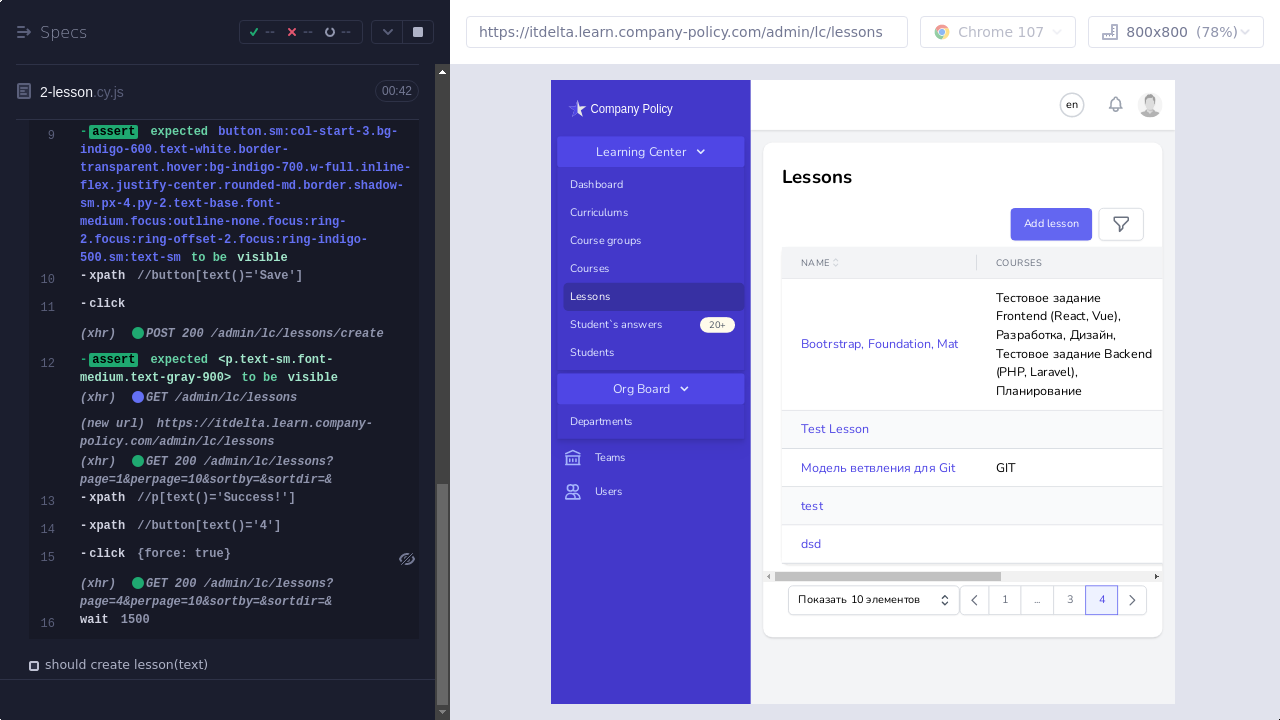 Specs
--
--
--
2-lesson.cy.js
00:42
9
-assert expected button.sm:col-start-3.bg-
indigo-600.text-white.border-
transparent.hover:bg-indigo-700.w-full.inline-
flex.justify-center.rounded-md.border.shadow-
sm.px-4.py-2.text-base.font-
medium.focus:outline-none.focus:ring-
2.focus:ring-offset-2.focus:ring-indigo-
500.sm:text-sm to be visible
10 -xpath //button[text()='Save']
11 -click
(xhr) POST 200 /admin/lc/lessons/create
12 -assert expected <p.text-sm.font-
medium.text-gray-900> to be visible
(xhr) GET /admin/lc/lessons
(new url) https://itdelta.learn.company-
policy.com/admin/lc/lessons
(xhr) GET 200 /admin/lc/lessons?
page=1&perpage=10&sortby=&sortdir=&
13 -xpath //p[text()='Success!']
14 -xpath //button[text()='4']
15 -click {force: true}
(xhr) GET 200 /admin/lc/lessons?
page=4&perpage=10&sortby=&sortdir=&
16 wait 1500
should create lesson(text)
https://itdelta.learn.company-policy.com/admin/lc/lessons
Chrome 107
800x800 (78%)
Company Policy
Learning Center
Dashboard
Curriculums
Course groups
Courses
Lessons
Student`s answers 20+
Students
Org Board
Departments
Teams
Users
en
Lessons
Add lesson
NAME
COURSES
Bootrstrap, Foundation, Mat
Тестовое задание
Frontend (React, Vue),
Разработка, Дизайн,
Тестовое задание Backend
(PHP, Laravel),
Планирование
Test Lesson
Модель ветвления для Git
GIT
test
dsd
Показать 10 элементов
1
...
3
4